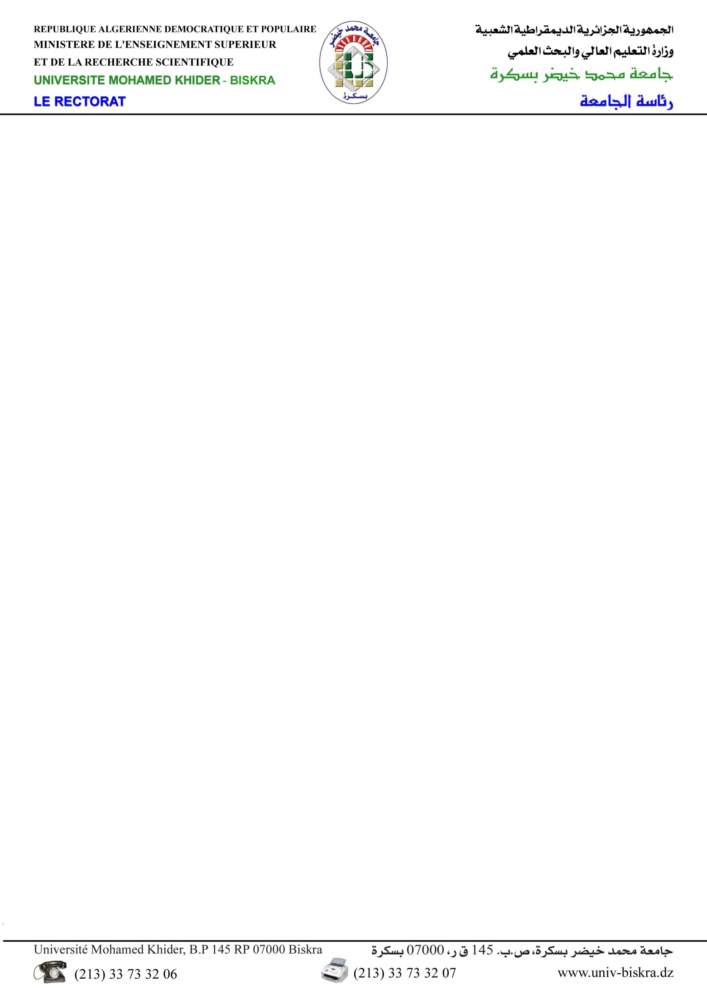 REPUBLIQUE ALGERIENNE DEMOCRATIQUE ET POPULAIRE
MINISTERE DE L'ENSEIGNEMENT SUPERIEUR
ET DE LA RECHERCHE SCIENTIFIQUE
UNIVERSITE MOHAMED KHIDER - BISKRA
LE RECTORAT
جامعة محمد خيضر
بسكرة
الجمهورية الجزائرية الديمقراطية الشعبية
وزارة التعليم العالي والبحث العلمي
جامعة محمد خيضر بسكرة
رئاسة الجامعة
Université Mohamed Khider, B.P 145 RP 07000 Biskra
جامعة محمد خيضر بسكرة، ص.ب. 145 ق ر، 07000 بسكرة
(213) 33 73 32 06
(213) 33 73 32 07
www.univ-biskra.dz